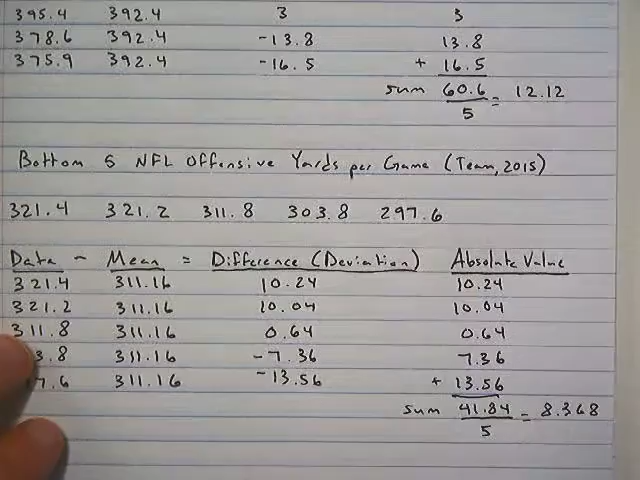 395.4 392.4 3 3
378.6 392.4 -13.8 13.8
375.9 392.4 -16.5 + 16.5
sum 60.6 = 12.12
5
Bottom 5 NFL Offensive Yards per Game (Team, 2015)
321.4 321.2 311.8 303.8 297.6
Data - Mean = Difference (Deviation) Absolute Value
321.4 311.16 10.24 10.24
321.2 311.16 10.04 10.04
311.8 311.16 0.64 0.64
3.8 311.16 -7.36 7.36
7.6 311.16 -13.56 + 13.56
sum 41.84 = 8.368
5